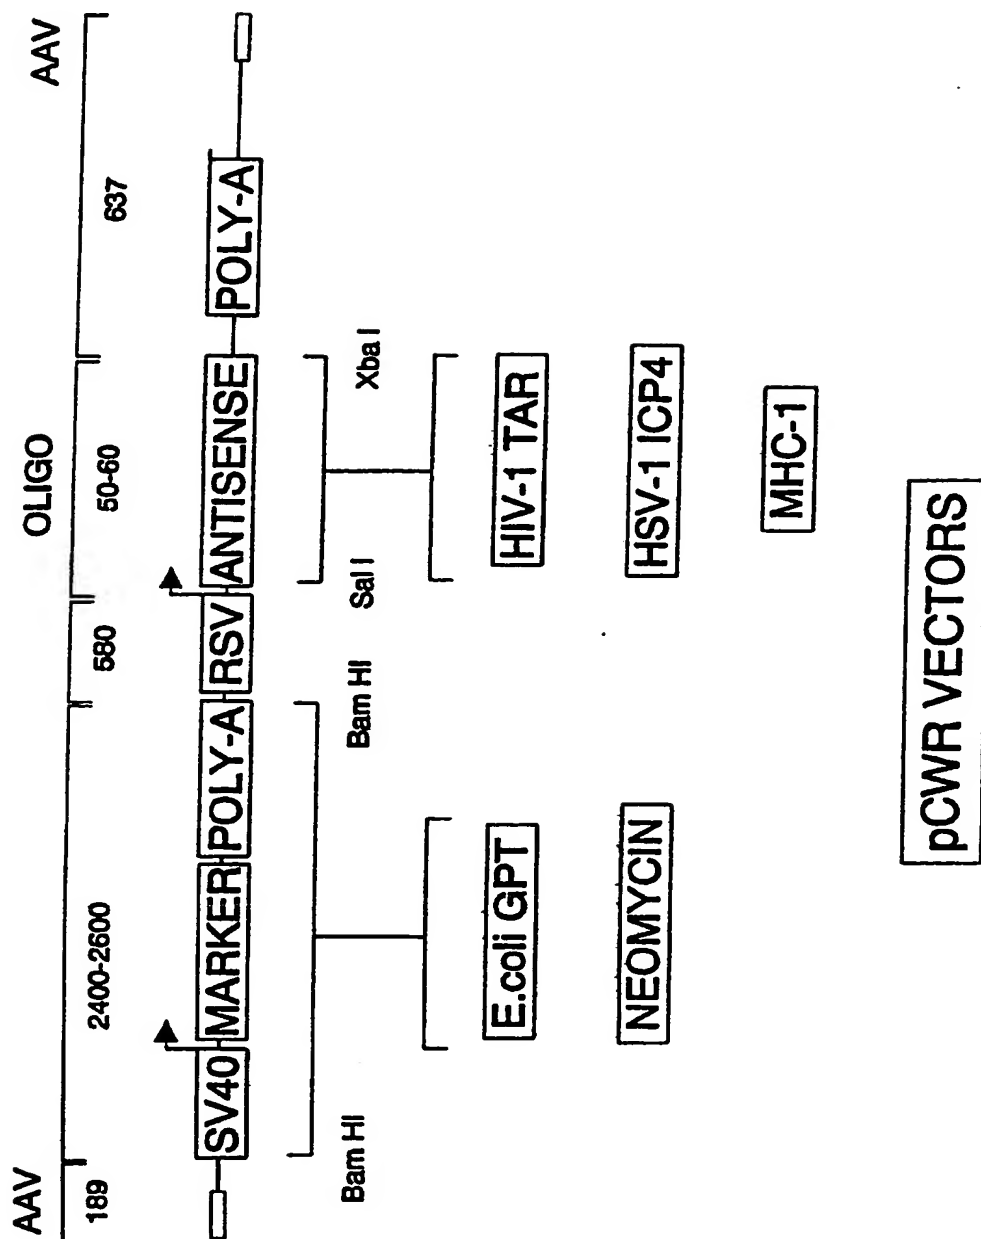 AAV OLIGO AAV
189 2400-2600 580 50-60 637
SV40 MARKER POLY-A RSV ANTISENSE POLY-A
Bam HI Bam HI Sal I Xba I
E.coli GPT HIV-1 TAR
NEOMYCIN HSV-1 ICP4
MHC-1
pCWR VECTORS